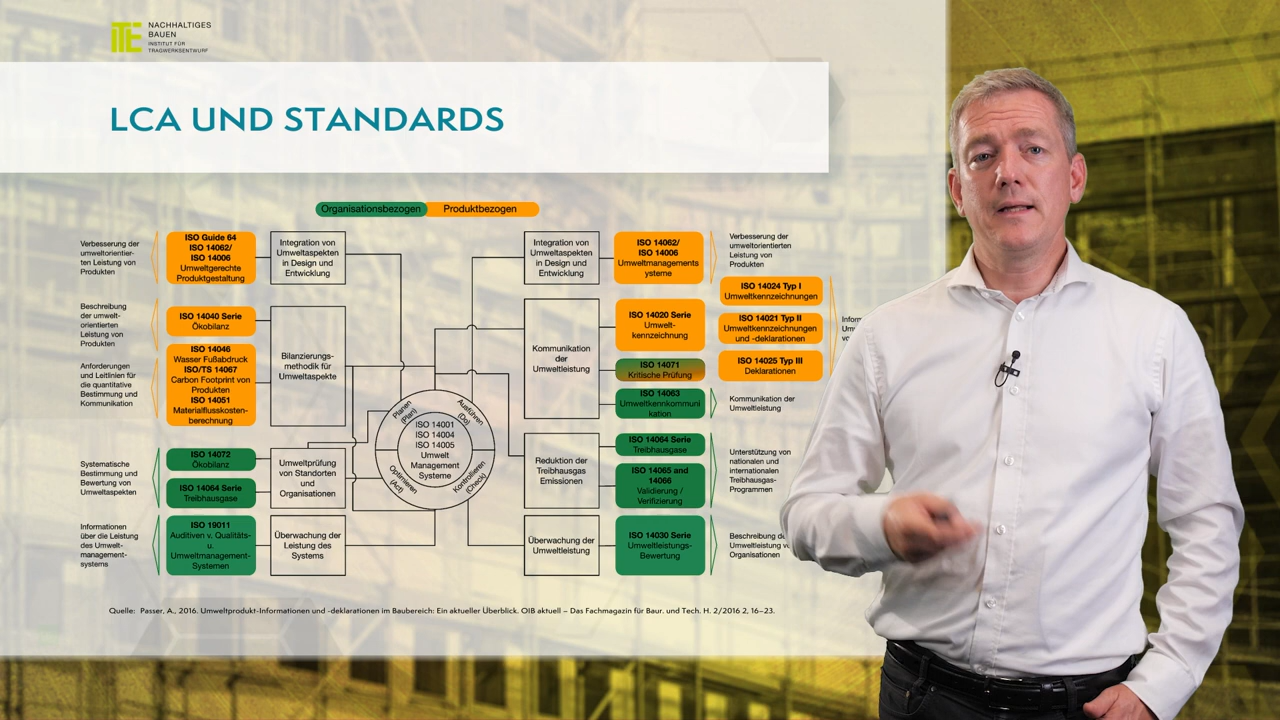 NACHHALTIGES
BAUEN
INSTITUT FÜR
TRAGWERKSENTWURF
LCA UND STANDARDS
Organisationsbezogen
Produktbezogen
Verbesserung der
umweltorientier-
ten Leistung von
Produkten
ISO Guide 64
ISO 14062/
ISO 14006
Umweltgerechte
Produktgestaltung
Integration von
Umweltaspekten
in Design und
Entwicklung
Beschreibung
der umwelt-
orientierten
Leistung von
Produkten
ISO 14040 Serie
Ökobilanz
Anforderungen
und Leitlinien für
die quantitative
Bestimmung und
Kommunikation
ISO 14046
Wasser Fußabdruck
ISO/TS 14067
Carbon Footprint von
Produkten
ISO 14051
Materialflusskosten-
berechnung
Bilanzierungs-
methodik für
Umweltaspekte
Systematische
Bestimmung und
Bewertung von
Umweltaspekten
ISO 14072
Ökobilanz
ISO 14064 Serie
Treibhausgase
Umweltprüfung
von Standorten
und
Organisationen
Informationen
über die Leistung
des Umwelt-
management-
systems
ISO 19011
Auditiven v. Qualitäts-
u.
Umweltmanagement-
Systemen
Überwachung der
Leistung des
Systems
Planen
(Plan)
Ausführen
(Do)
Kontrollieren
(Check)
Optimieren
(Act)
ISO 14001
ISO 14004
ISO 14005
Umwelt
Management
Systeme
Integration von
Umweltaspekten
in Design und
Entwicklung
ISO 14062/
ISO 14006
Umweltmanagements
ysteme
Verbesserung der
umweltorientierten
Leistung von
Produkten
Kommunikation
der
Umweltleistung
ISO 14020 Serie
Umwelt-
kennzeichnung
ISO 14024 Typ I
Umweltkennzeichnungen
ISO 14021 Typ II
Umweltkennzeichnungen
und -deklarationen
ISO 14025 Typ III
Deklarationen
ISO 14071
Kritische Prüfung
ISO 14063
Umweltkennkommuni
kation
Kommunikation der
Umweltleistung
Reduktion der
Treibhausgas
Emissionen
ISO 14064 Serie
Treibhausgase
ISO 14065 and
14066
Validierung /
Verifizierung
Unterstützung von
nationalen und
internationalen
Treibhausgas-
Programmen
Überwachung der
Umweltleistung
ISO 14030 Serie
Umweltleistungs-
Bewertung
Beschreibung
Umweltleistung
Organisationen
Quelle: Passer, A., 2016. Umweltprodukt-Informationen und -deklarationen im Baubereich: Ein aktueller Überblick. OIB aktuell – Das Fachmagazin für Baur. und Tech. H. 2/2016 2, 16–23.